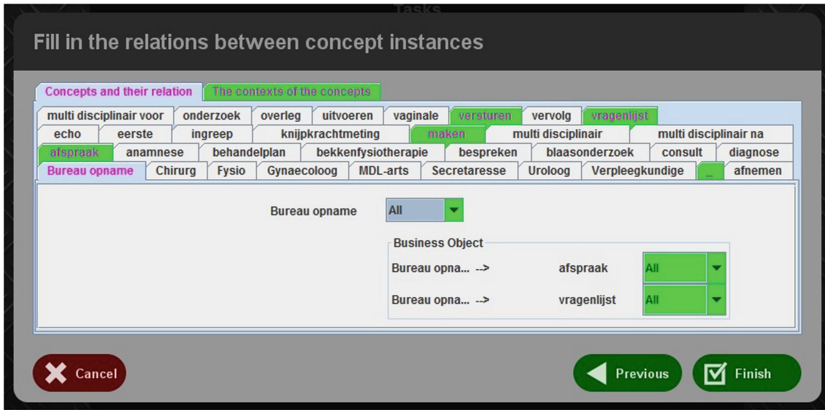 Tasks
Fill in the relations between concept instances
Concepts and their relation The contexts of the concepts
multi disciplinair voor onderzoek overleg uitvoeren vaginale versturen vervolg vragenlijst
echo eerste ingreep knijpkrachtmeting maken multi disciplinair multi disciplinair na
afspraak anamnese behandelplan bekkenfysiotherapie bespreken blaasonderzoek consult diagnose
Bureau opname Chirurg Fysio Gynaecoloog MDL-arts Secretaresse Uroloog Verpleegkundige _ afnemen
Bureau opname All
Business Object
Bureau opna... --> afspraak All
Bureau opna... --> vragenlijst All
Cancel Previous Finish